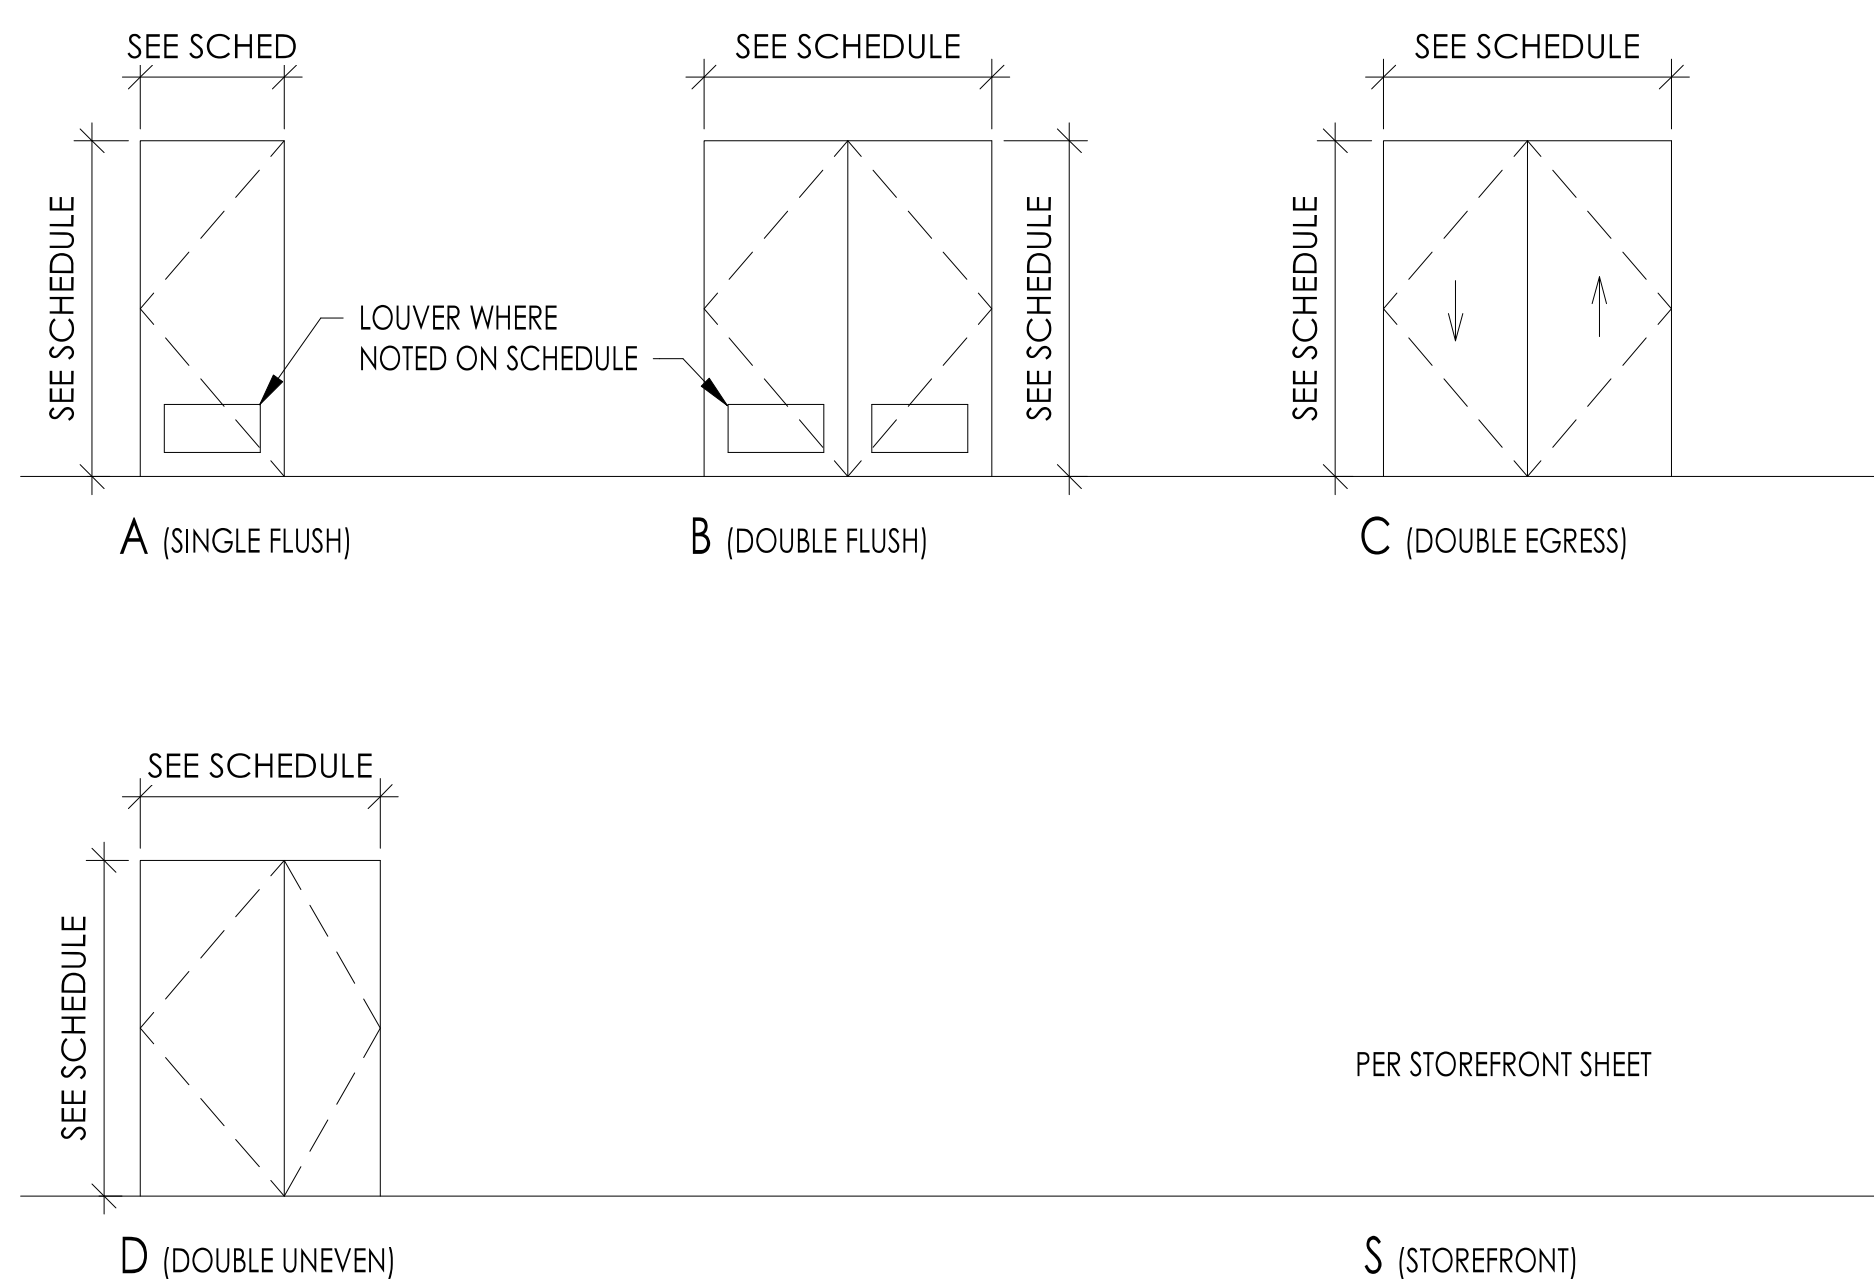 SEE SCHED
SEE SCHEDULE
SEE SCHEDULE
SEE SCHEDULE
LOUVER WHERE
NOTED ON SCHEDULE
SEE SCHEDULE
SEE SCHEDULE
A (SINGLE FLUSH)
B (DOUBLE FLUSH)
C (DOUBLE EGRESS)
SEE SCHEDULE
SEE SCHEDULE
PER STOREFRONT SHEET
D (DOUBLE UNEVEN)
S (STOREFRONT)